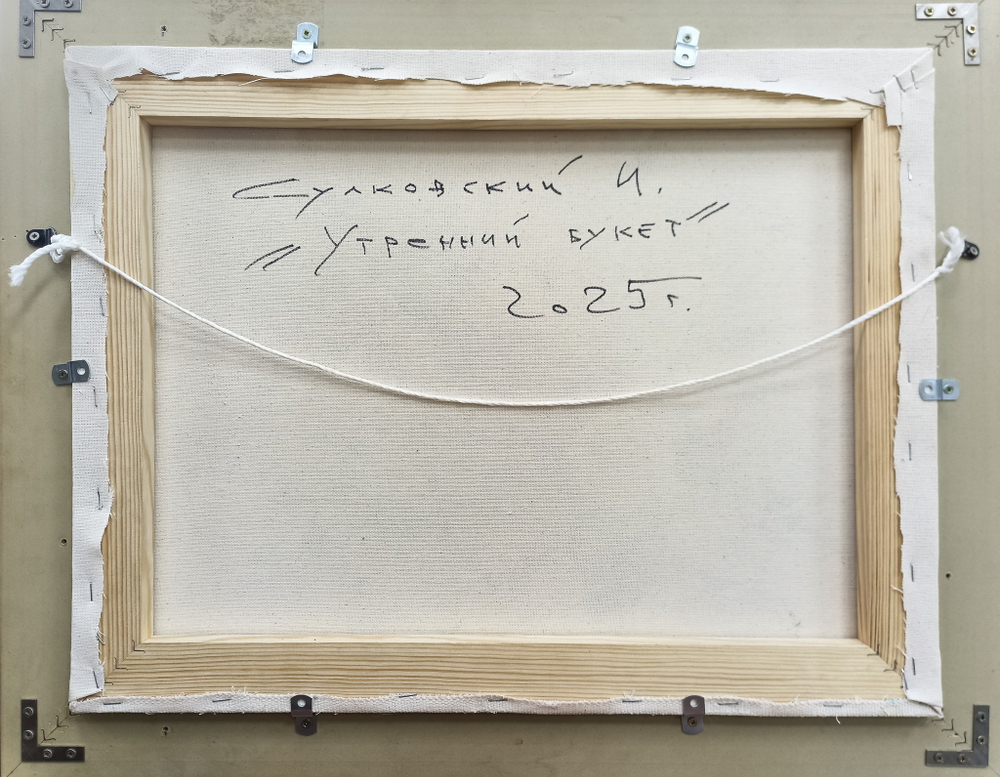 Сулковский И.
"Утренний букет"
2025г.